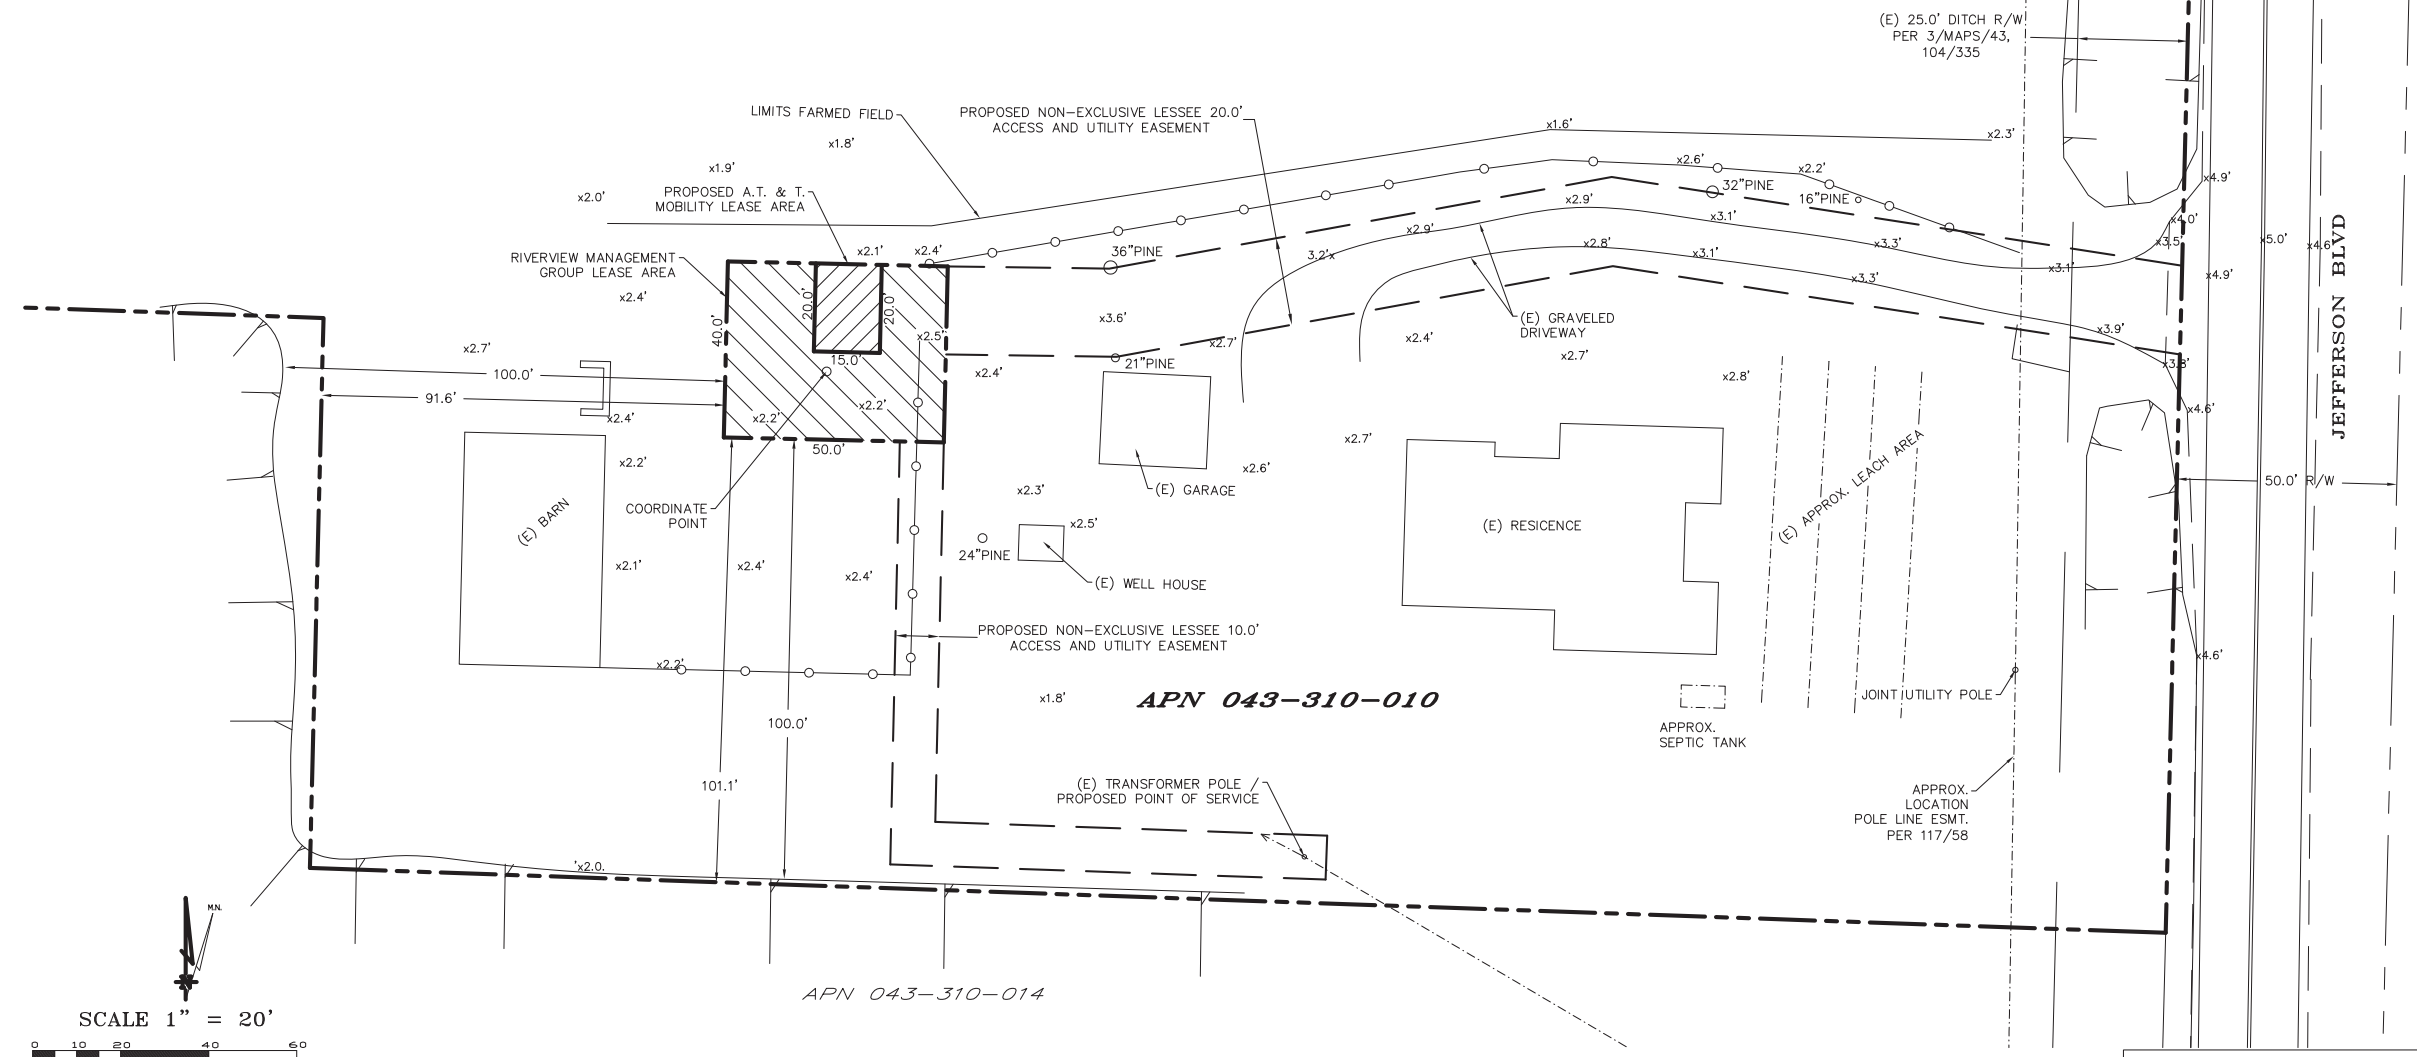 (E) 25.0' DITCH R/W
PER 3/MAPS/43,
104/335
LIMITS FARMED FIELD
PROPOSED NON-EXCLUSIVE LESSEE 20.0'
ACCESS AND UTILITY EASEMENT
x1.6'
x2.3'
x1.8'
x1.9'
x2.6'
x2.2'
x4.9'
x2.0'
PROPOSED A.T. & T.
MOBILITY LEASE AREA
32"PINE
16"PINE
x2.9'
x3.1'
x4.0'
x2.9'
x2.1'
x2.4'
36"PINE
3.2'x
x2.8'
x3.1'
x3.3'
x3.5'
x5.0'
x4.6'
JEFFERSON BLVD
RIVERVIEW MANAGEMENT
GROUP LEASE AREA
x3.1'
x3.3'
x4.9'
x2.4'
20.0'
20.0'
40.0'
x3.6'
(E) GRAVELED
DRIVEWAY
x3.9'
x2.5'
x2.7'
x2.4'
x2.7'
x2.7'
15.0'
21"PINE
x2.4'
x2.7'
x2.8'
x3.8'
100.0'
91.6'
x2.4'
x2.2'
x2.2'
x4.6'
50.0'
x2.7'
x2.2'
x2.6'
(E) GARAGE
x2.3'
50.0' R/W
COORDINATE
POINT
(E) BARN
x2.5'
(E) RESICENCE
(E) APPROX. LEACH AREA
24"PINE
x2.1'
x2.4'
x2.4'
(E) WELL HOUSE
PROPOSED NON-EXCLUSIVE LESSEE 10.0'
ACCESS AND UTILITY EASEMENT
x2.2'
x4.6'
x1.8'
APN 043-310-010
JOINT UTILITY POLE
100.0'
APPROX.
SEPTIC TANK
101.1'
(E) TRANSFORMER POLE /
PROPOSED POINT OF SERVICE
APPROX.
LOCATION
POLE LINE ESMT.
PER 117/58
'x2.0.
M.N.
APN 043-310-014
SCALE 1" = 20'
0 10 20 40 60